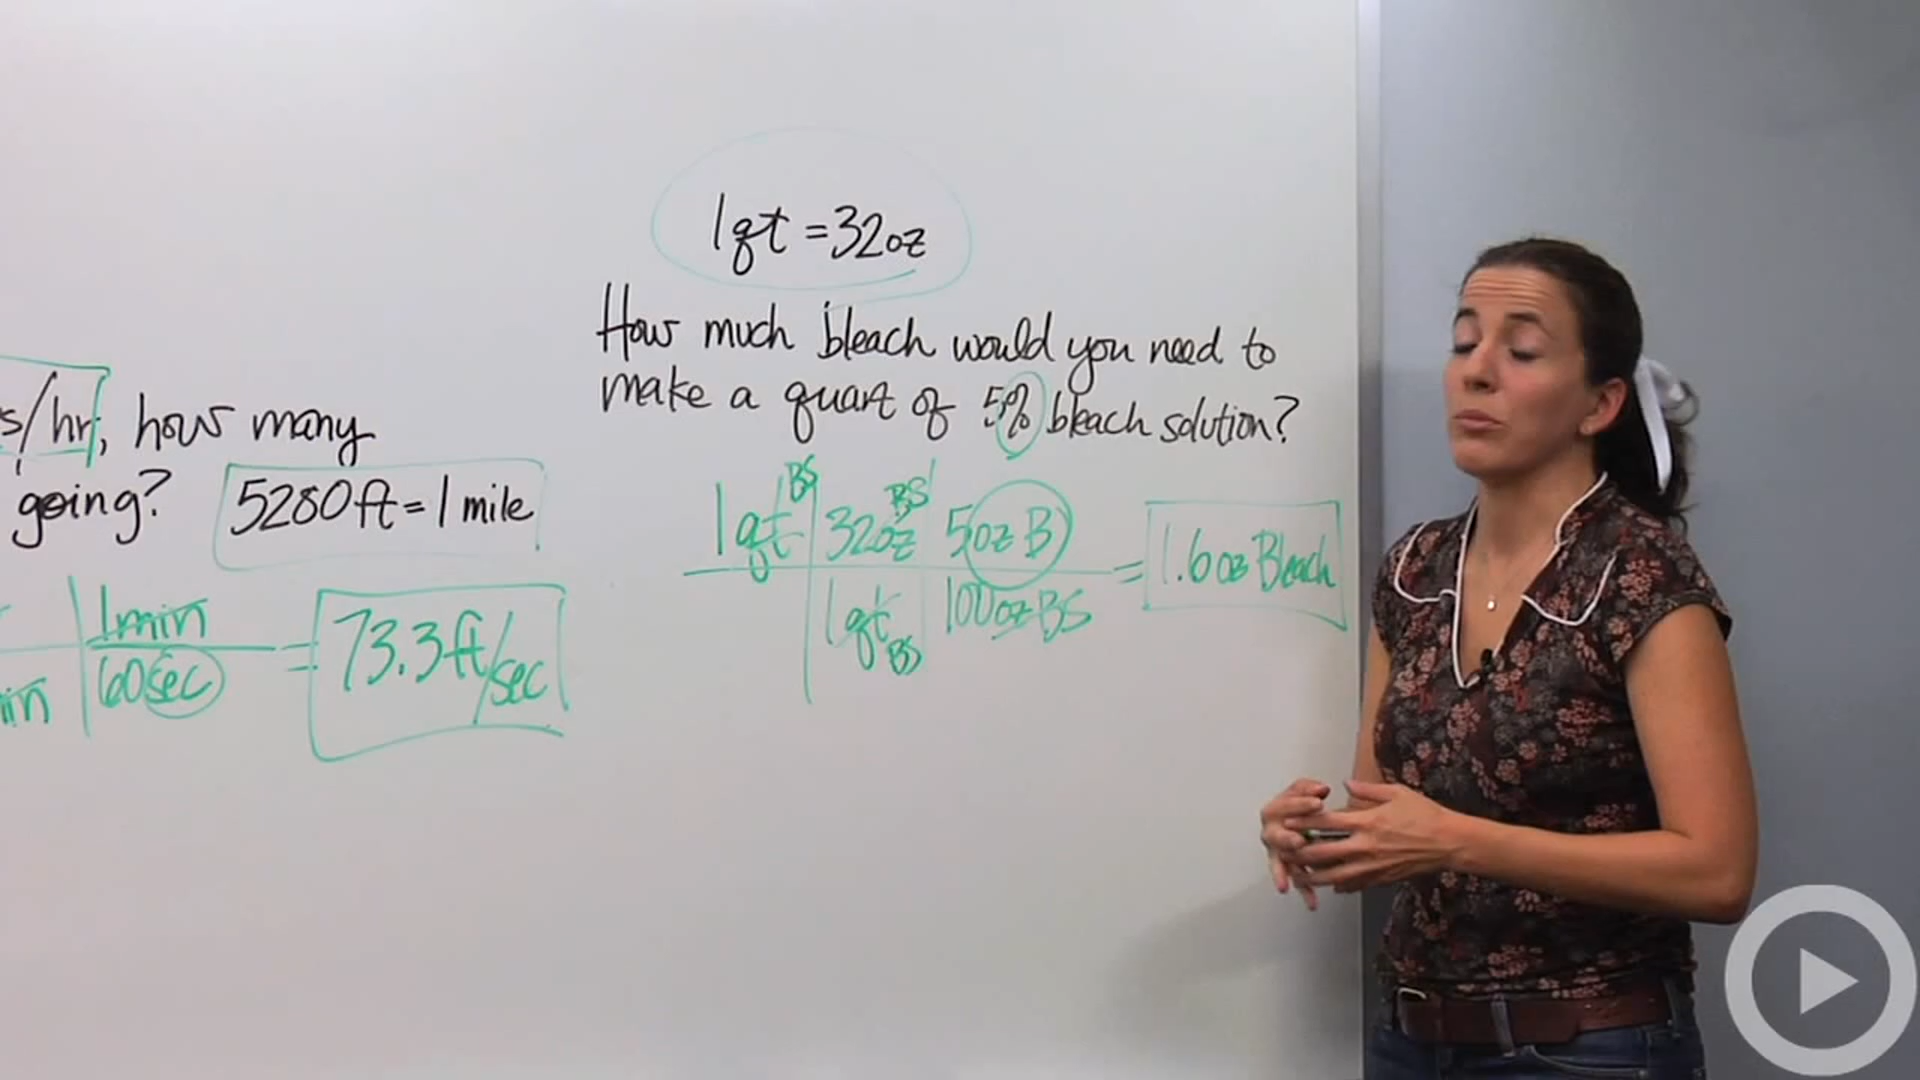 s/hr, how many
going? 5280ft = 1 mile
1min
60sec
in
= 73.3ft/sec
1qt = 32oz
How much bleach would you need to
make a quart of 5% bleach solution?
1qt BS 32oz BS 5oz B
1qt BS 100oz BS
= 1.6oz Bleach